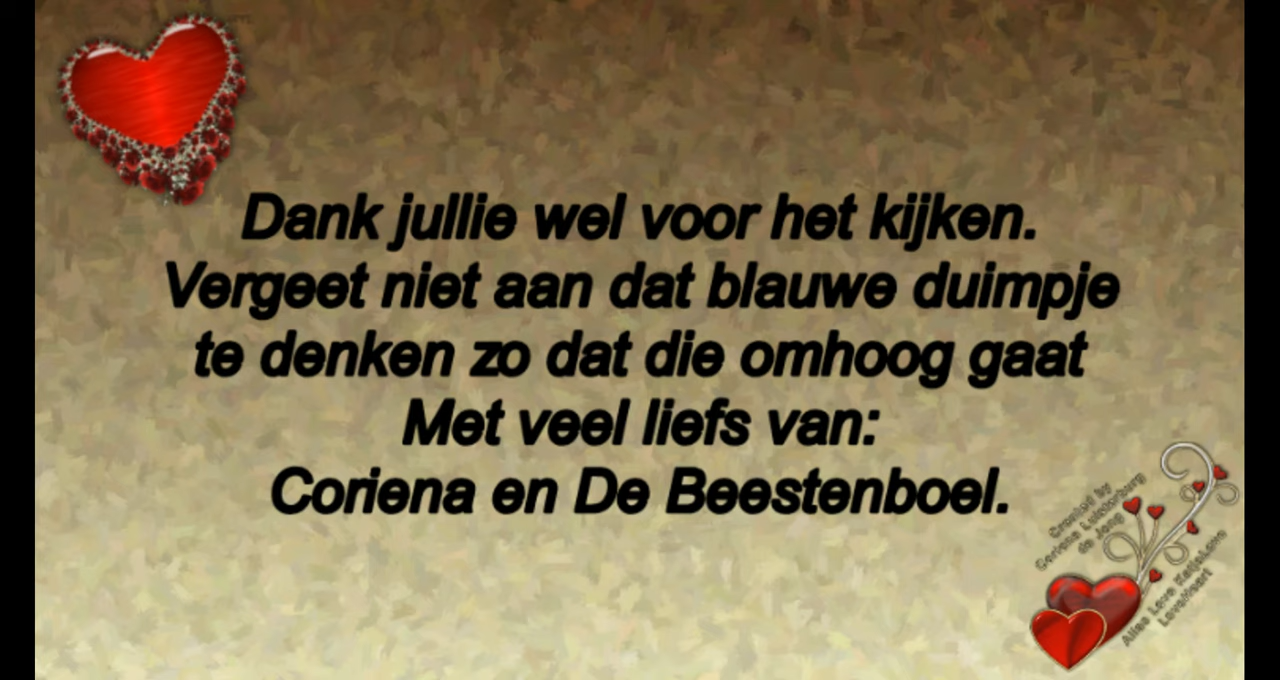 Dank jullie wel voor het kijken.
Vergeet niet aan dat blauwe duimpje
te denken zo dat die omhoog gaat
Met veel liefs van:
Coriena en De Beestenboel.
Created by
Coriena
de Jong
Love